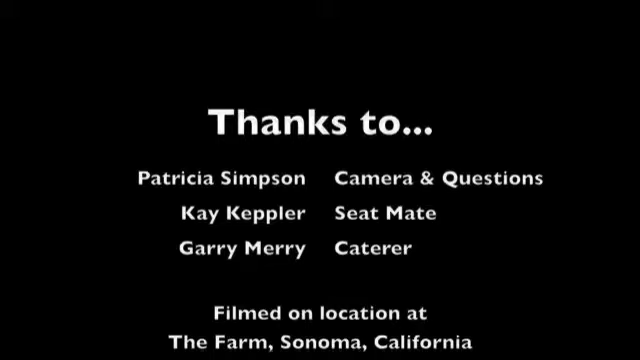 Thanks to...
Patricia Simpson Camera & Questions
Kay Keppler Seat Mate
Garry Merry Caterer
Filmed on location at
The Farm, Sonoma, California